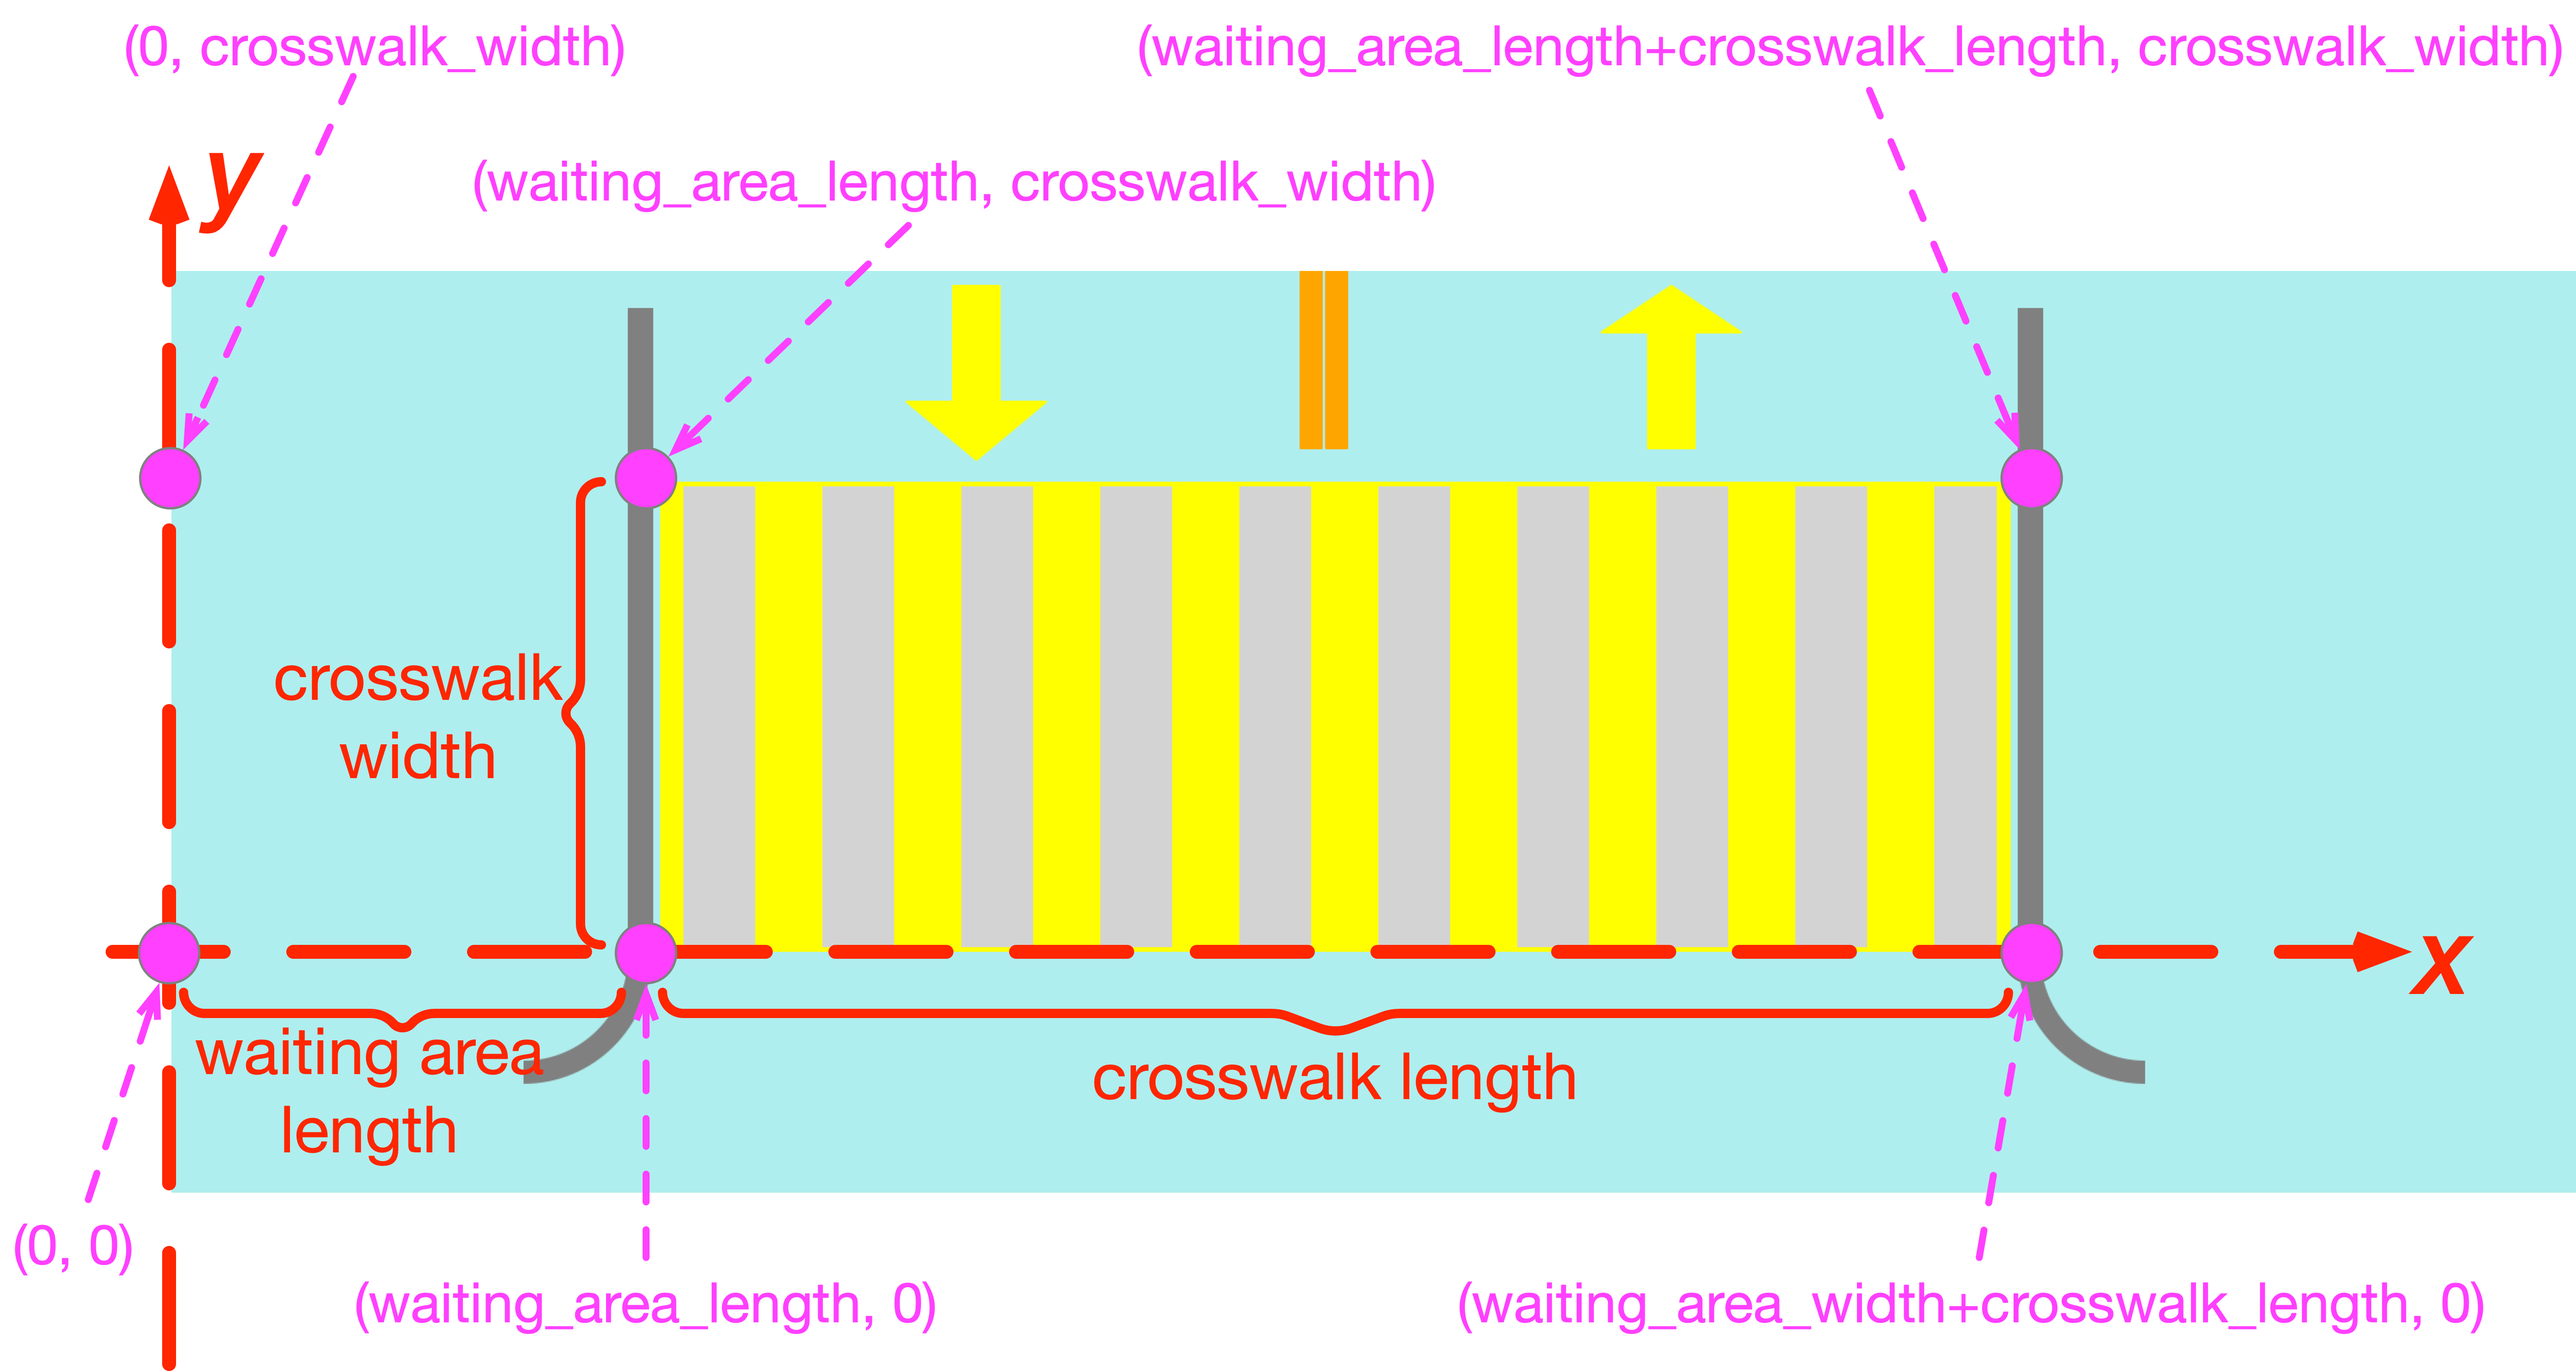 (0, crosswalk_width)
(waiting_area_length+crosswalk_length, crosswalk_width)
y
(waiting_area_length, crosswalk_width)
crosswalk
width
x
waiting area
length
crosswalk length
(0, 0)
(waiting_area_length, 0)
(waiting_area_width+crosswalk_length, 0)